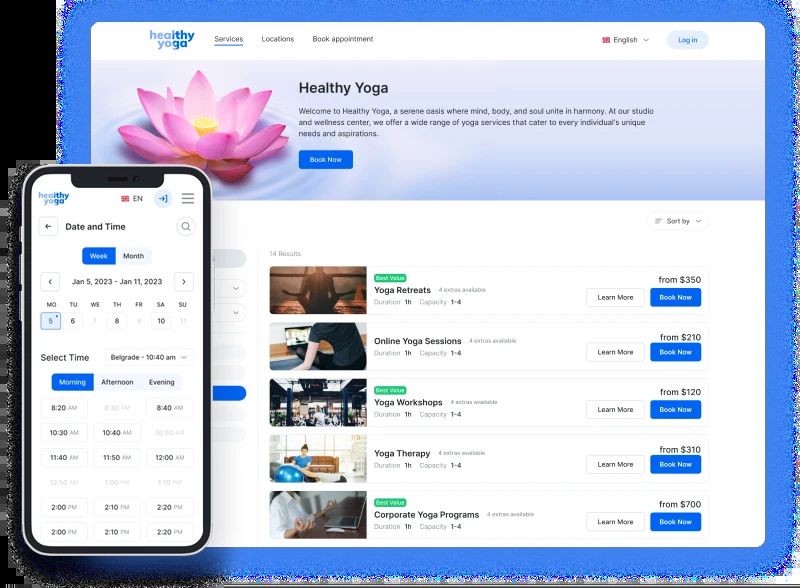 healthy
yoga
Services
Locations
Book appointment
English
Log in
Healthy Yoga
Welcome to Healthy Yoga, a serene oasis where mind, body, and soul unite in harmony. At our studio
and wellness center, we offer a wide range of yoga services that cater to every individual's unique
needs and aspirations.
Book Now
Sort by
14 Results
Best Value
Yoga Retreats 4 extras available
Duration 1h Capacity 1-4
from $350
Learn More Book Now
Online Yoga Sessions 4 extras available
Duration 1h Capacity 1-4
from $210
Learn More Book Now
Best Value
Yoga Workshops 4 extras available
Duration 1h Capacity 1-4
from $120
Learn More Book Now
Yoga Therapy 4 extras available
Duration 1h Capacity 1-4
from $310
Learn More Book Now
Best Value
Corporate Yoga Programs 4 extras available
Duration 1h Capacity 1-4
from $700
Learn More Book Now
healthy
yoga
EN
Date and Time
Week Month
Jan 5, 2023 - Jan 11, 2023
MO TU WE TH FR SA SU
5 6 7 8 9 10 11
Select Time
Belgrade - 10:40 am
Morning Afternoon Evening
8:20 AM 8:30 AM 8:40 AM
10:30 AM 10:40 AM 10:50 AM
11:40 AM 11:50 AM 12:00 AM
12:50 AM 1:00 PM 1:10 PM
2:00 PM 2:10 PM 2:20 PM
2:00 PM 2:10 PM 2:20 PM